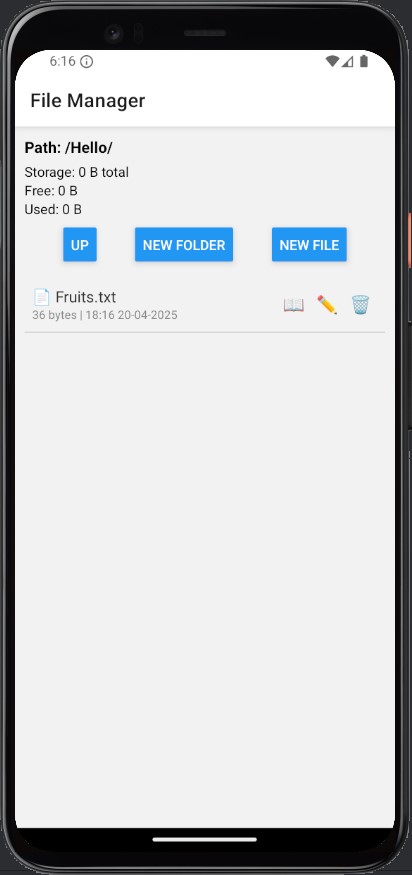 6:16
File Manager
Path: /Hello/
Storage: 0 B total
Free: 0 B
Used: 0 B
UP NEW FOLDER NEW FILE
Fruits.txt
36 bytes | 18:16 20-04-2025